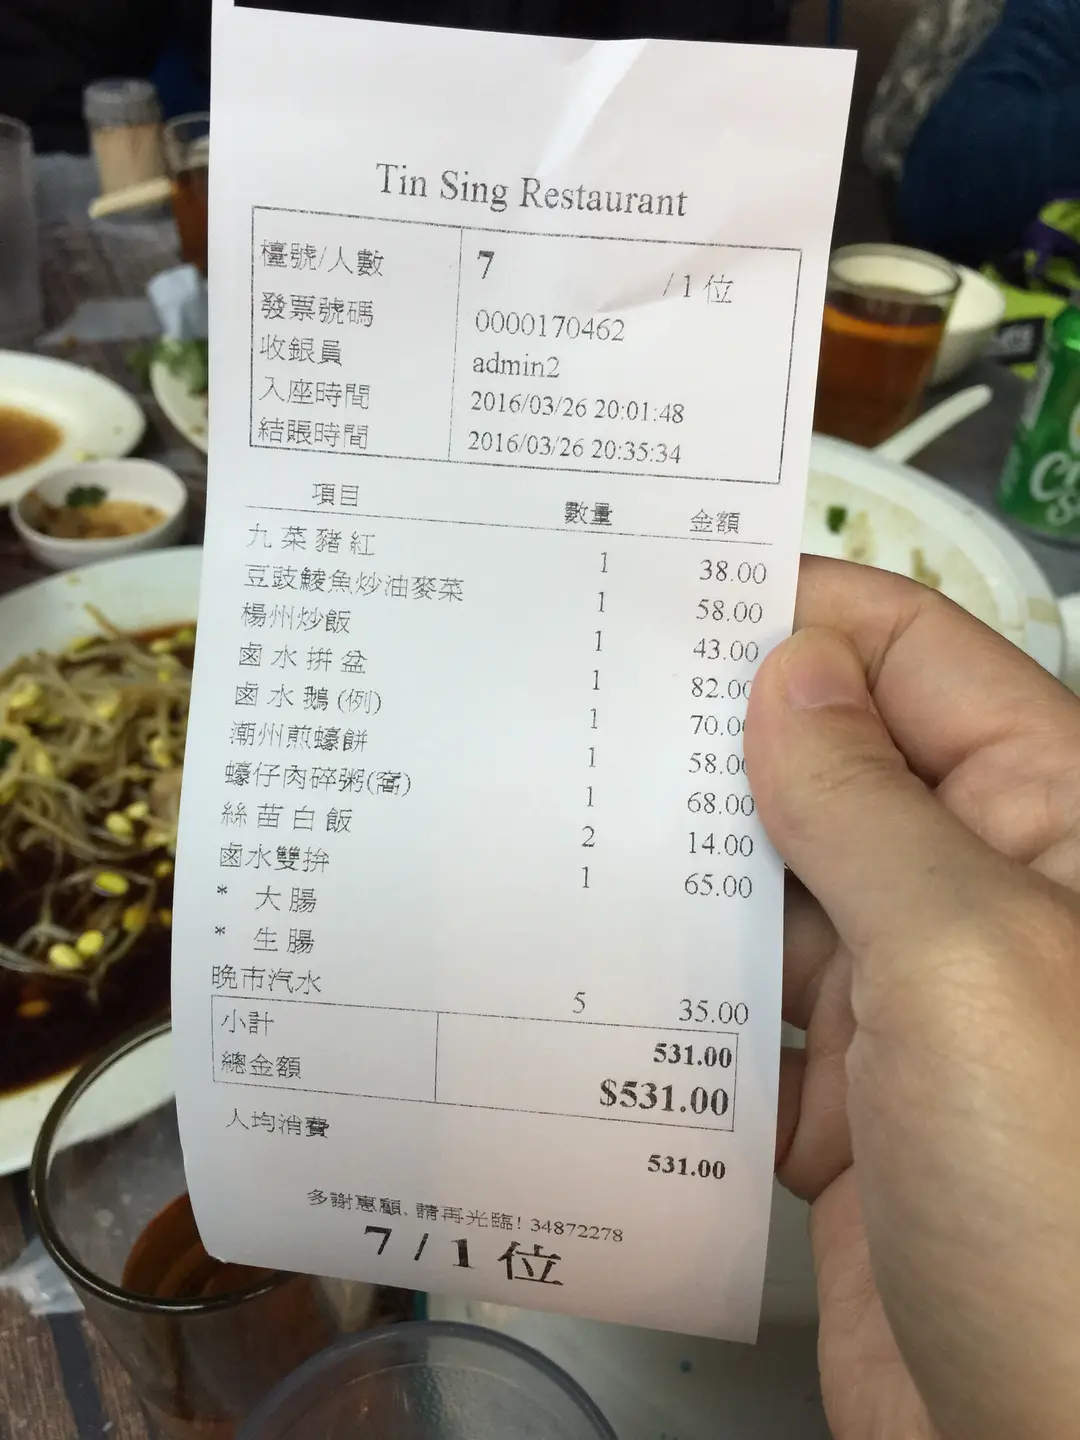 Tin Sing Restaurant
檯號/人數 7 /1 位
發票號碼 0000170462
收銀員 admin2
入座時間 2016/03/26 20:01:48
結賬時間 2016/03/26 20:35:34
項目 數量 金額
九菜豬紅 1 38.00
豆豉鯪魚炒油麥菜 1 58.00
楊州炒飯 1 43.00
鹵水拼盆 1 82.00
鹵水鵝(例) 1 70.0
潮州煎蠔餅 1 58.00
蠔仔肉碎粥(窩) 1 68.00
絲苗白飯 2 14.00
鹵水雙拚 1 65.00
* 大腸
* 生腸
晚市汽水 5 35.00
小計 531.00
總金額 $531.00
人均消費 531.00
多謝惠顧, 請再光臨! 34872278
7 / 1 位